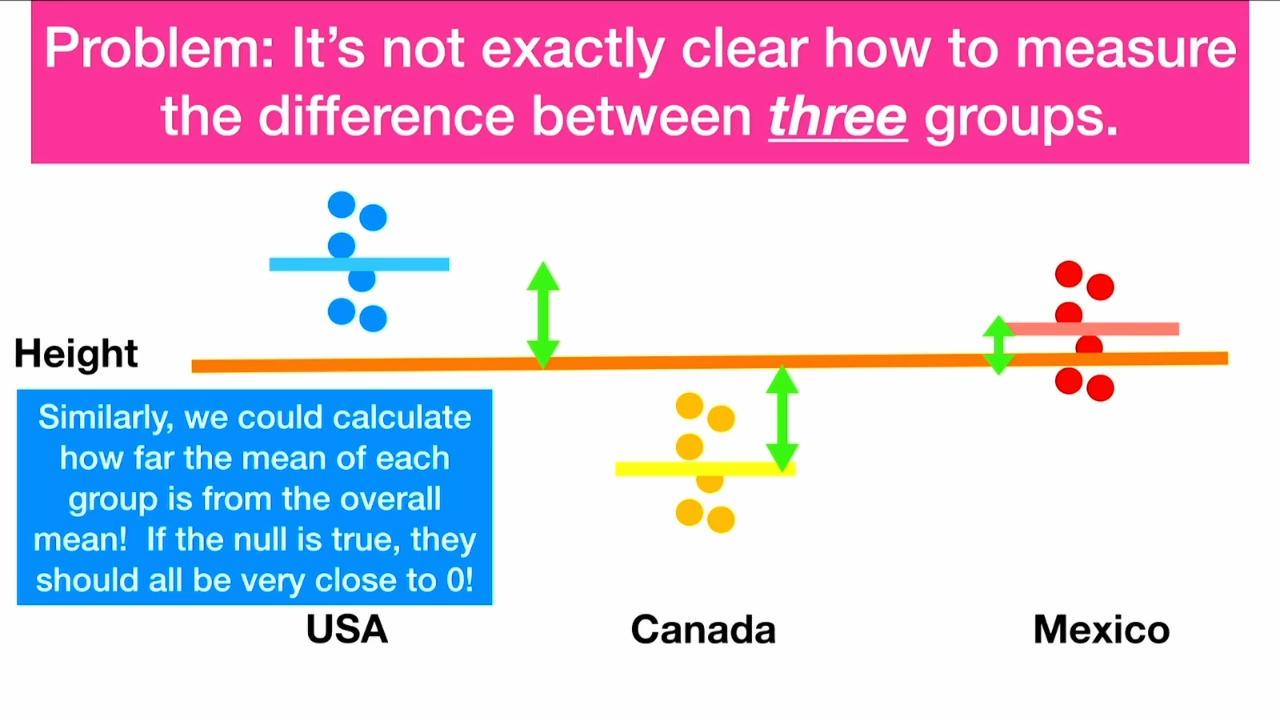 Problem: It’s not exactly clear how to measure
the difference between three groups.
Height
Similarly, we could calculate
how far the mean of each
group is from the overall
mean!  If the null is true, they
should all be very close to 0!
USA
Canada
Mexico